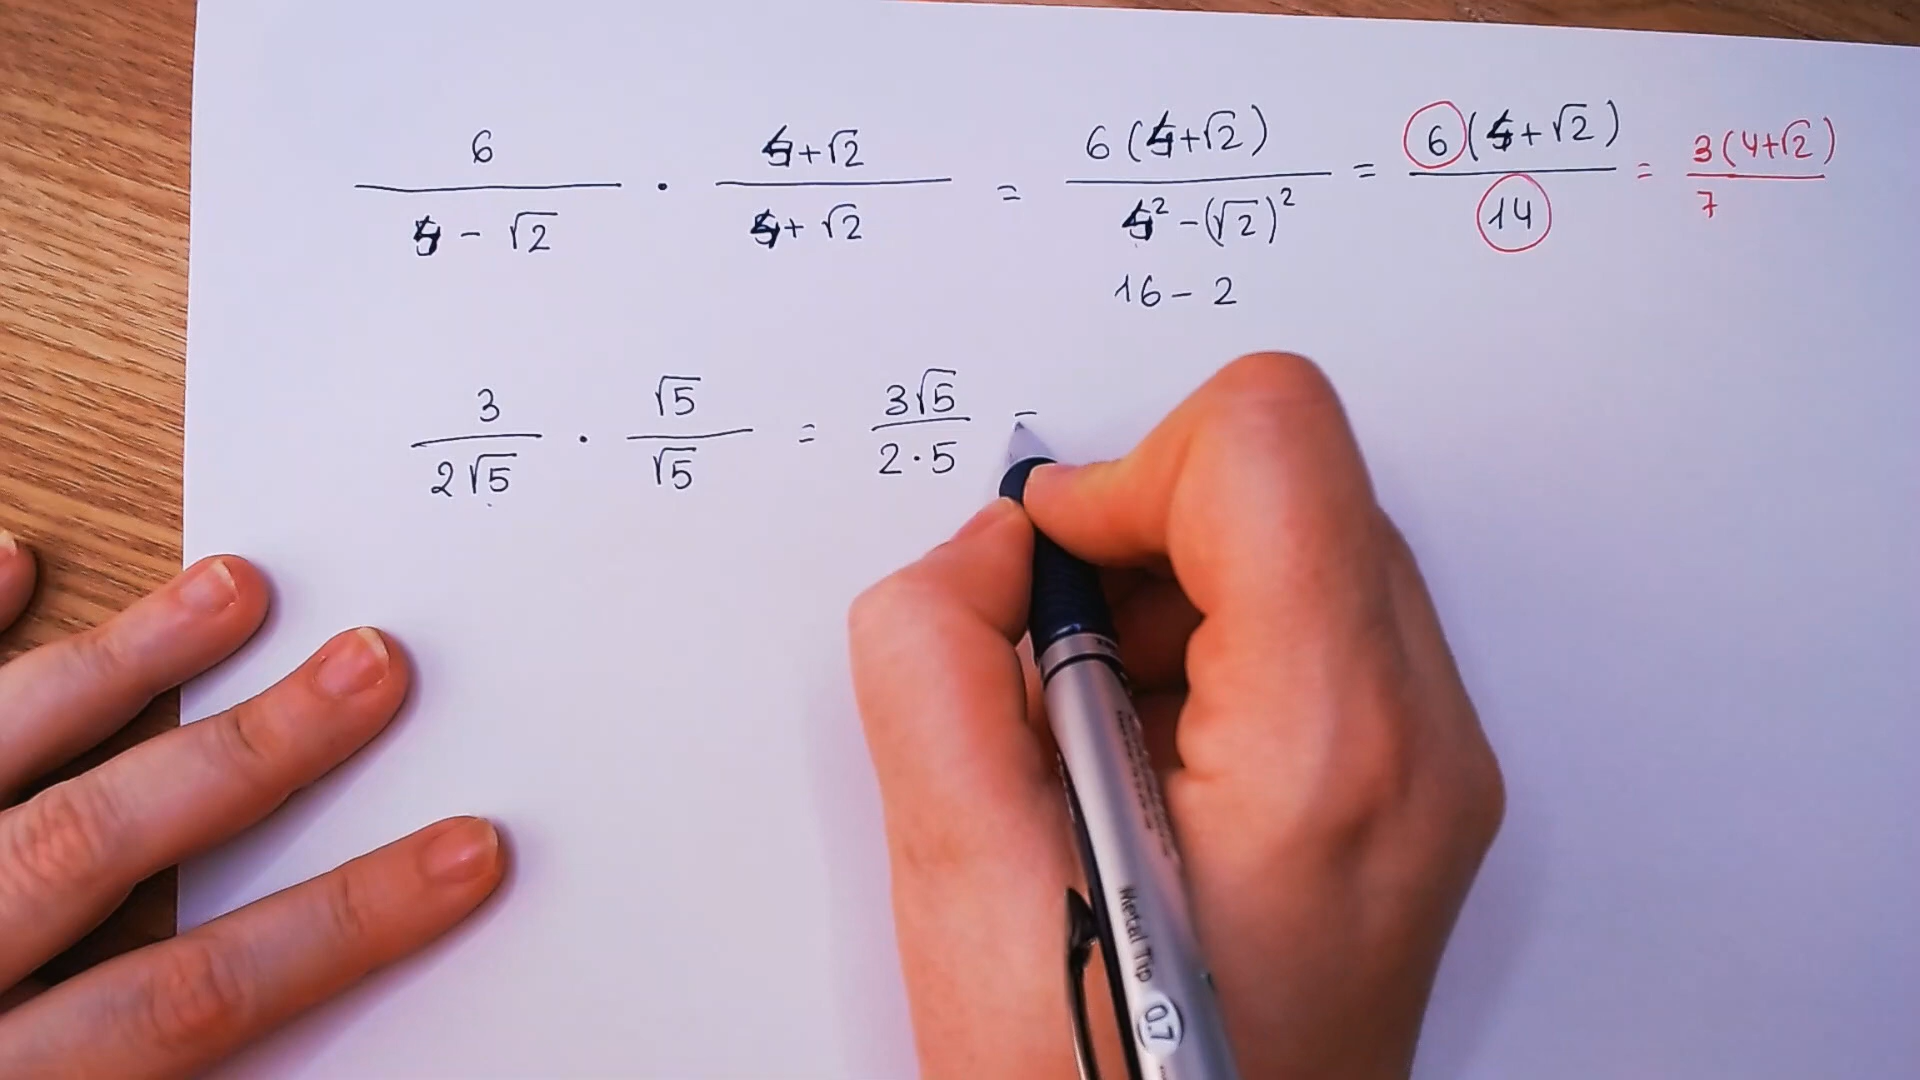 6/(4 - √2) · (4+√2)/(4+√2) = 6(4+√2)/(4² - (√2)²) = 6(4+√2)/14 = 3(4+√2)/7
16 - 2
3/(2√5) · √5/√5 = 3√5/(2·5) =
Metal Tip 0.7